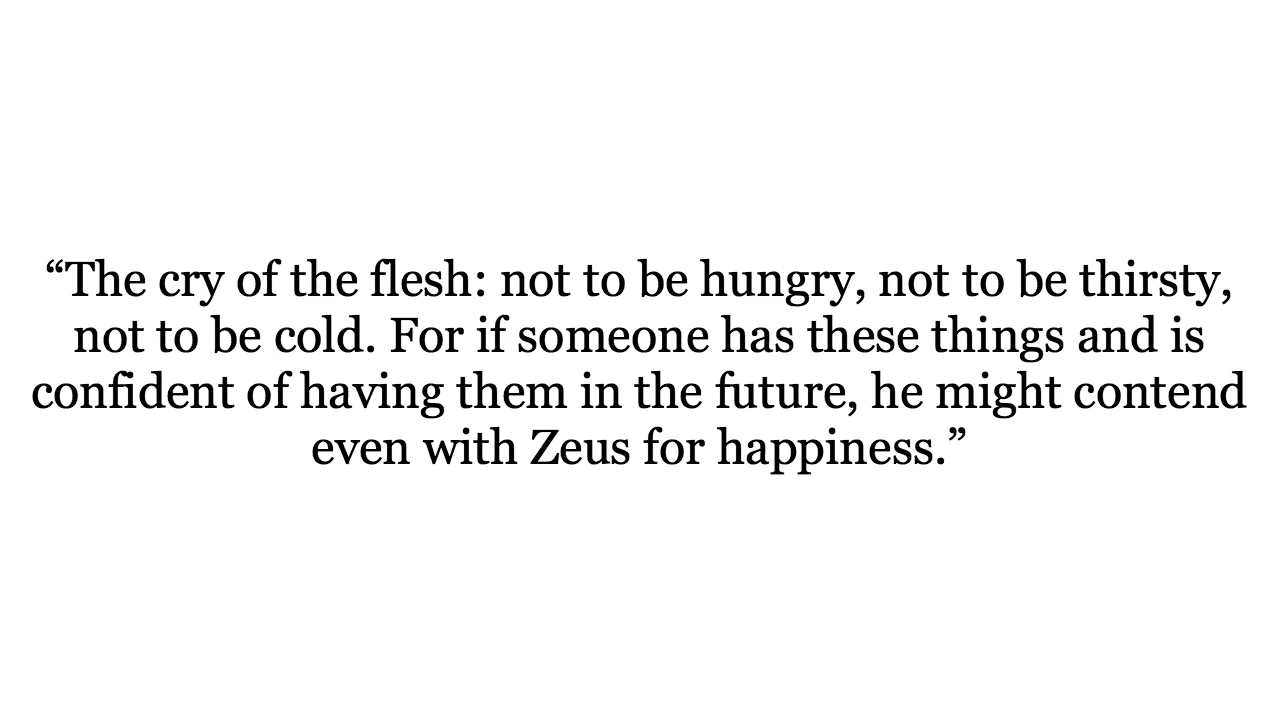 “The cry of the flesh: not to be hungry, not to be thirsty,
not to be cold. For if someone has these things and is
confident of having them in the future, he might contend
even with Zeus for happiness.”